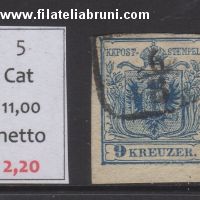 www.filateliabruni.com
5
Cat
11,00
netto
2,20
KKPOST-STEMPEL
9 KREUZER.